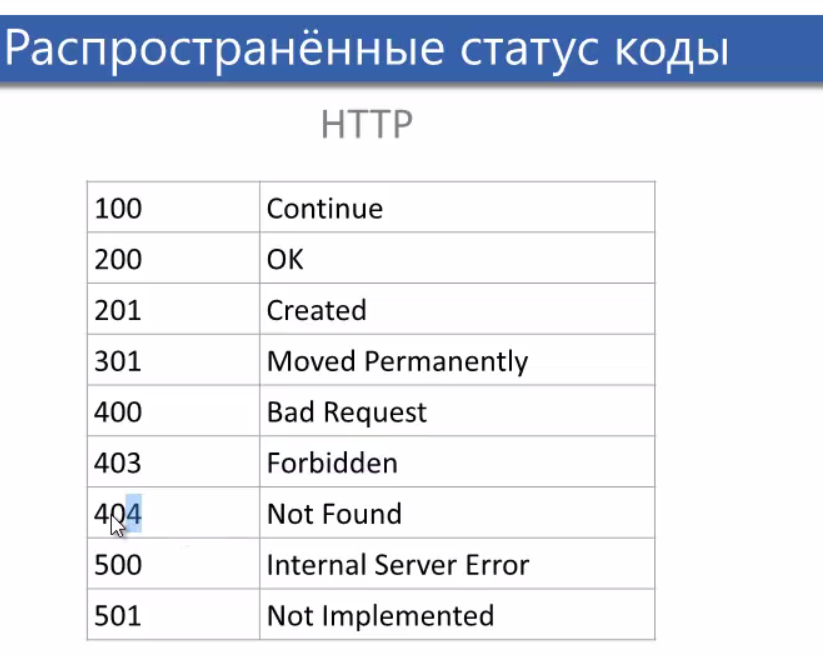 Распространённые статус коды
HTTP
100 Continue
200 OK
201 Created
301 Moved Permanently
400 Bad Request
403 Forbidden
404 Not Found
500 Internal Server Error
501 Not Implemented